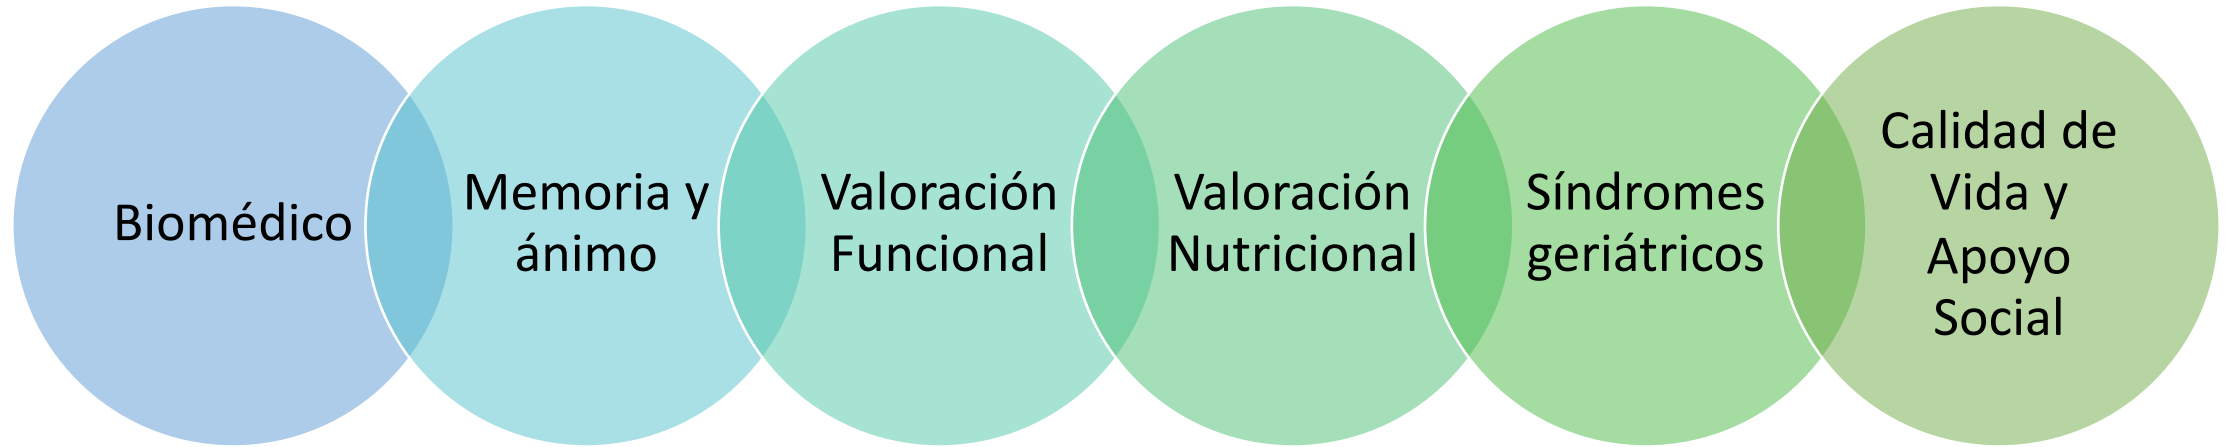 Biomédico
Memoria y
ánimo
Valoración
Funcional
Valoración
Nutricional
Síndromes
geriátricos
Calidad de
Vida y
Apoyo
Social